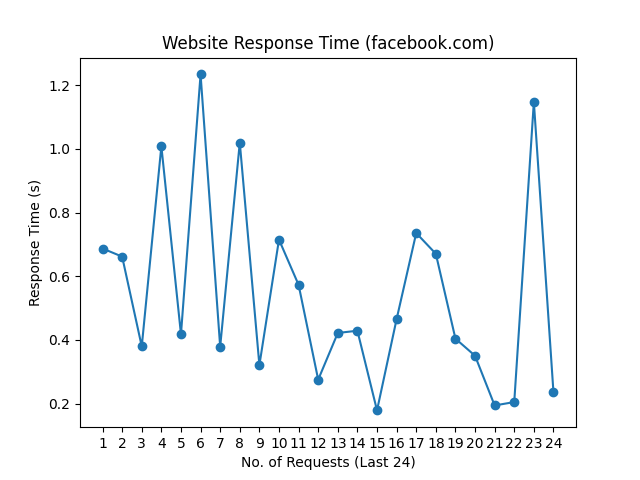 Website Response Time (facebook.com)
1.2
1.0
0.8
0.6
0.4
0.2
Response Time (s)
1 2 3 4 5 6 7 8 9 10 11 12 13 14 15 16 17 18 19 20 21 22 23 24
No. of Requests (Last 24)